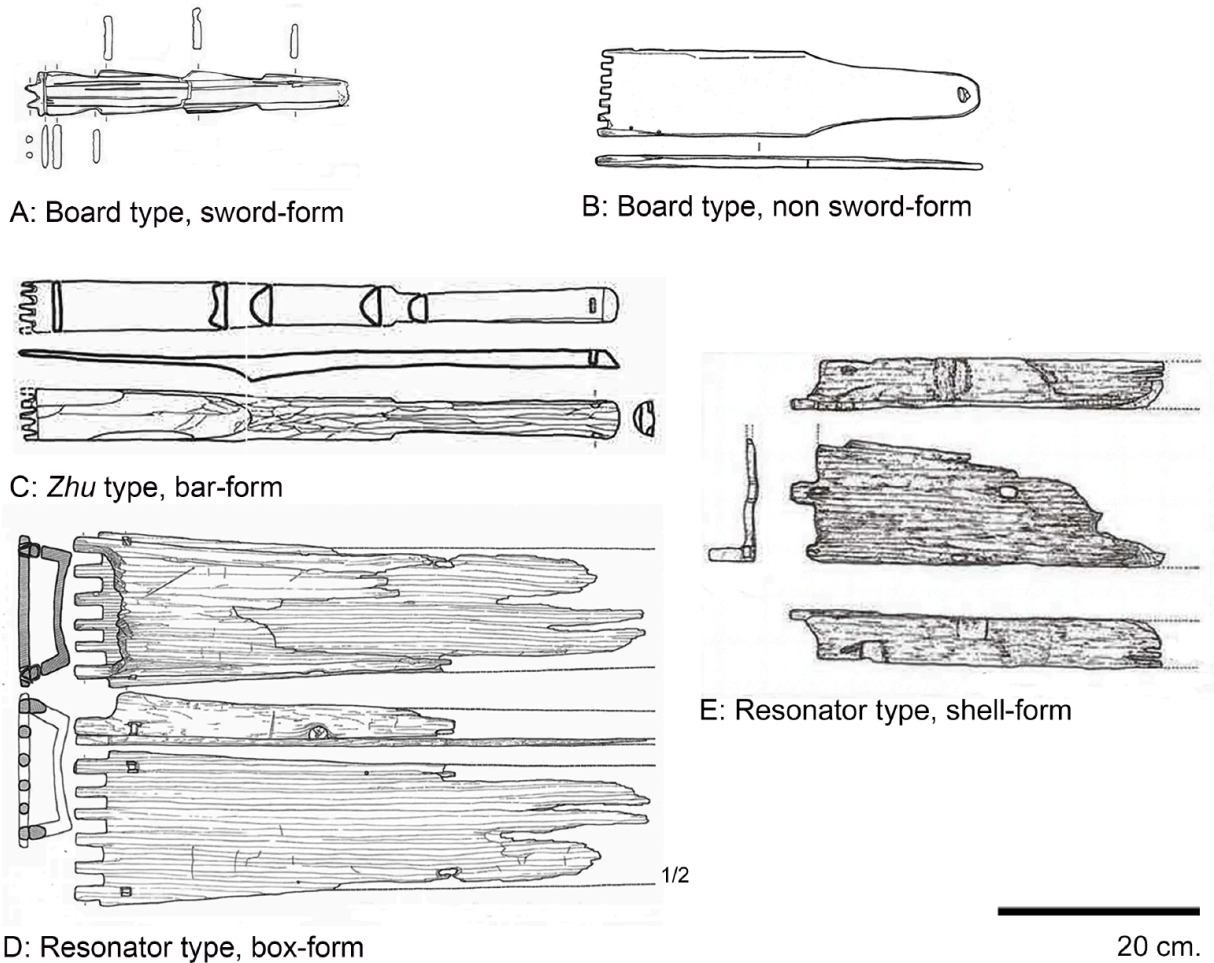 A: Board type, sword-form
B: Board type, non sword-form
C: Zhu type, bar-form
E: Resonator type, shell-form
1/2
D: Resonator type, box-form
20 cm.